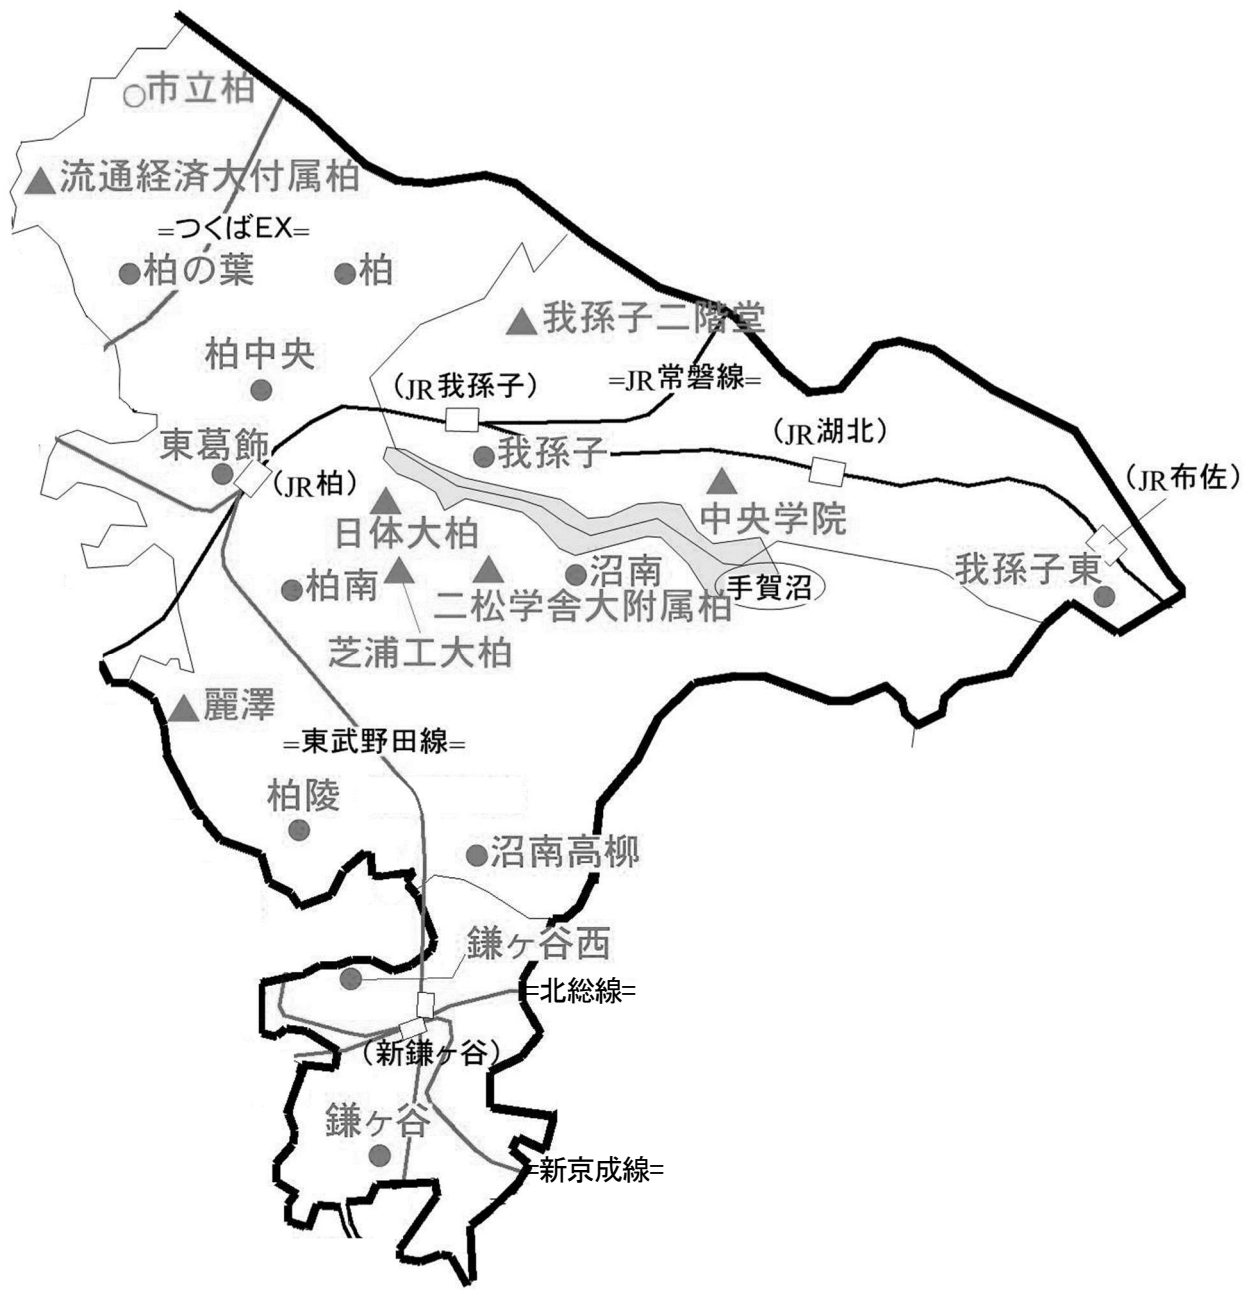 市立柏
流通経済大付属柏
=つくばEX=
柏の葉
柏
我孫子二階堂
柏中央
(JR我孫子)
=JR常磐線=
東葛飾
我孫子
(JR湖北)
(JR柏)
(JR布佐)
日体大柏
中央学院
柏南
沼南
手賀沼
我孫子東
二松学舎大附属柏
芝浦工大柏
麗澤
=東武野田線=
柏陵
沼南高柳
鎌ヶ谷西
=北総線=
(新鎌ヶ谷)
鎌ヶ谷
=新京成線=